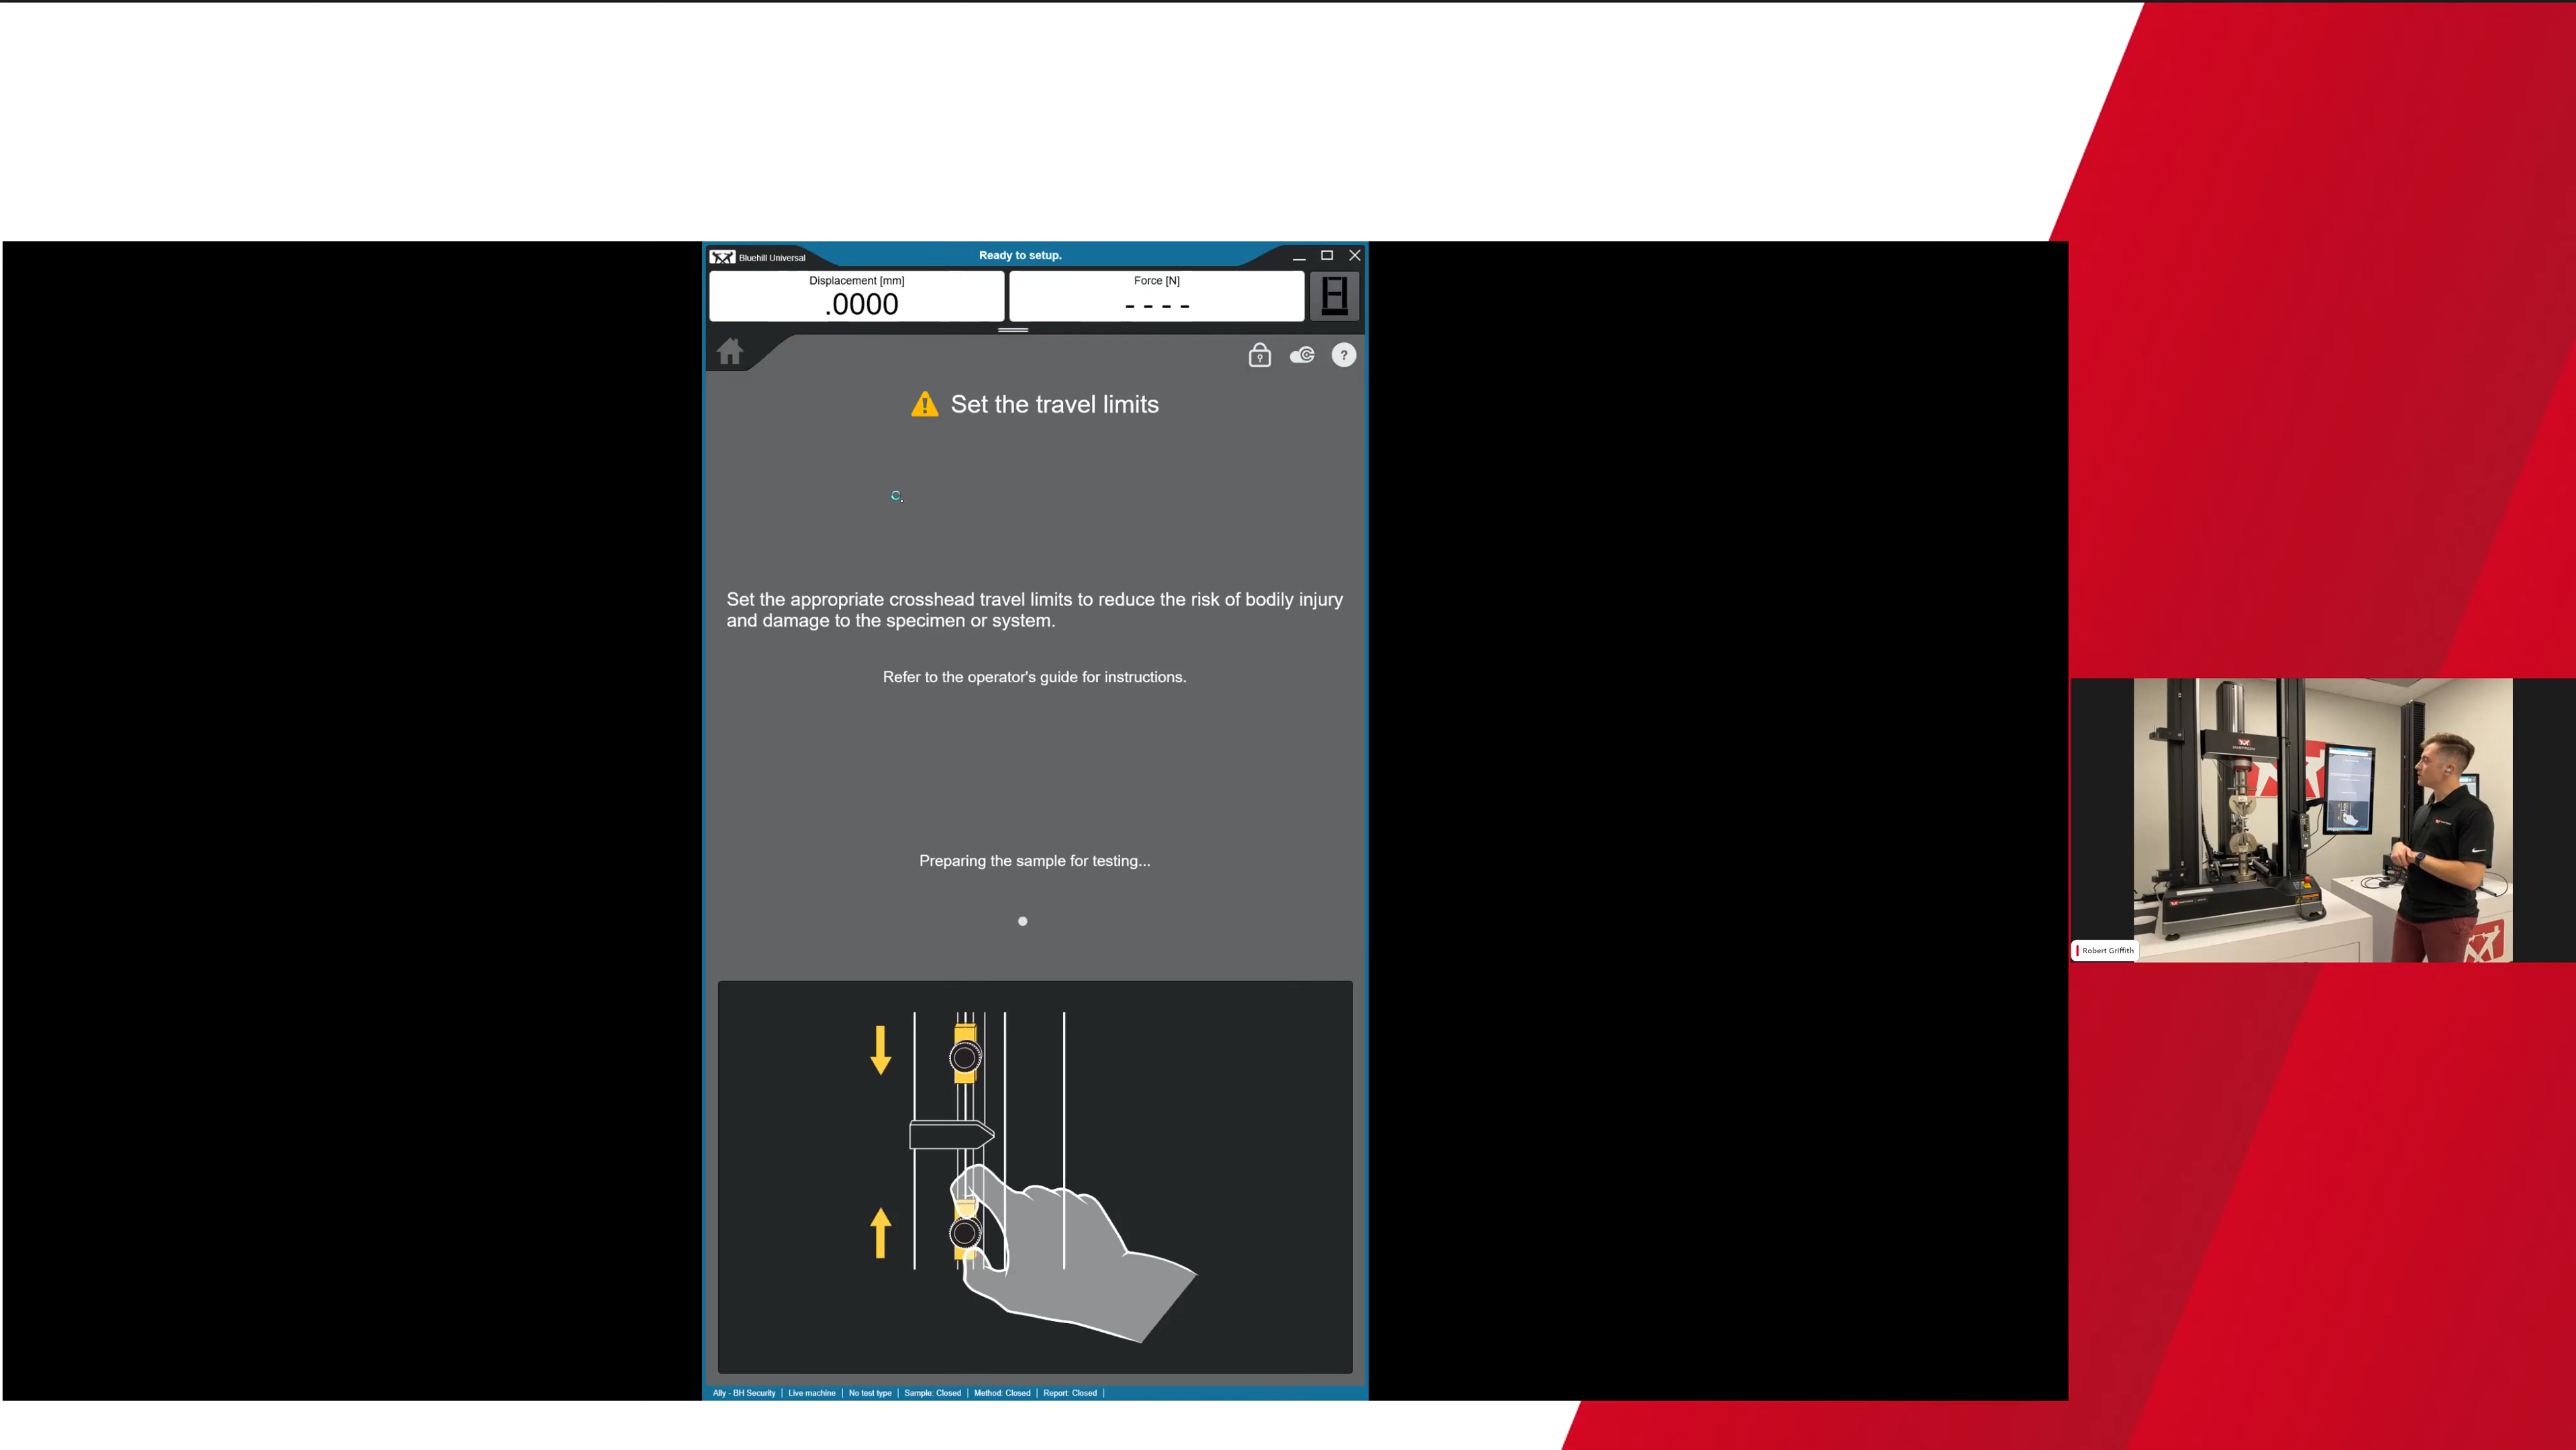 Bluehill Universal
Ready to setup.
Displacement [mm]
.0000
Force [N]
- - - -
?
Set the travel limits
Set the appropriate crosshead travel limits to reduce the risk of bodily injury
and damage to the specimen or system.
Refer to the operator's guide for instructions.
Preparing the sample for testing...
Ally - BH Security | Live machine | No test type | Sample: Closed | Method: Closed | Report: Closed |
Robert Griffith